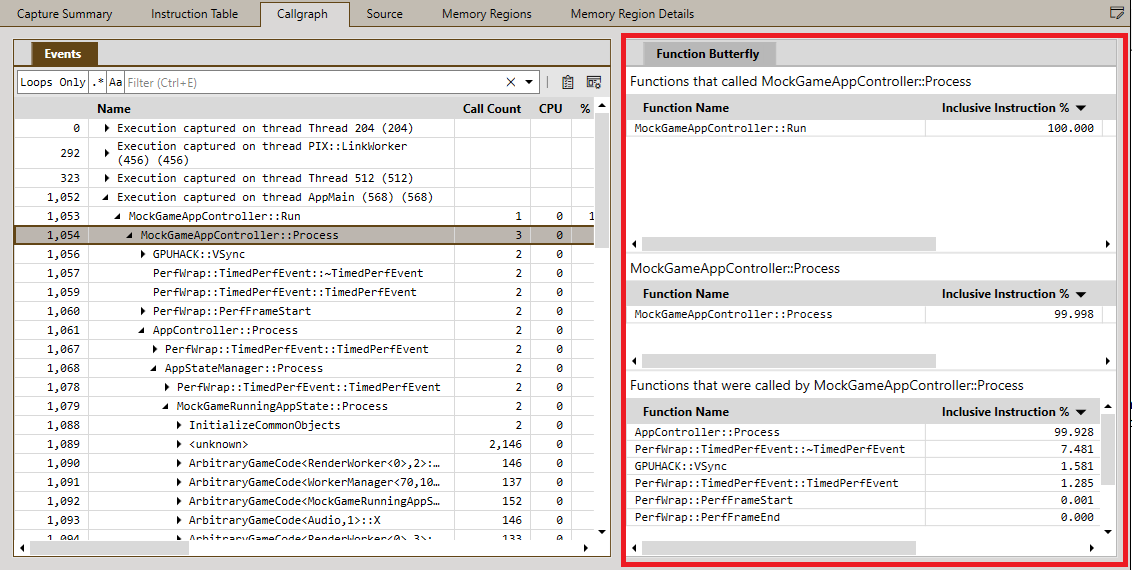 Capture Summary Instruction Table Callgraph Source Memory Regions Memory Region Details
Events
Loops Only .* Aa Filter (Ctrl+E)
Name Call Count CPU %
0 Execution captured on thread Thread 204 (204)
292 Execution captured on thread PIX::LinkWorker
(456) (456)
323 Execution captured on thread Thread 512 (512)
1,052 Execution captured on thread AppMain (568) (568)
1,053 MockGameAppController::Run 1 0 1
1,054 MockGameAppController::Process 3 0
1,056 GPUHACK::VSync 2 0
1,057 PerfWrap::TimedPerfEvent::~TimedPerfEvent 2 0
1,059 PerfWrap::TimedPerfEvent::TimedPerfEvent 2 0
1,060 PerfWrap::PerfFrameStart 2 0
1,061 AppController::Process 2 0
1,067 PerfWrap::TimedPerfEvent::TimedPerfEvent 2 0
1,068 AppStateManager::Process 2 0
1,078 PerfWrap::TimedPerfEvent::TimedPerfEvent 2 0
1,079 MockGameRunningAppState::Process 2 0
1,088 InitializeCommonObjects 2 0
1,089 <unknown> 2,146 0
1,090 ArbitraryGameCode<RenderWorker<0>,2>:… 146 0
1,091 ArbitraryGameCode<WorkerManager<70,10… 137 0
1,092 ArbitraryGameCode<MockGameRunningAppS… 152 0
1,093 ArbitraryGameCode<Audio,1>::X 146 0
1,094 ArbitraryGameCode<RenderWorker<0>,3>:… 133 0
Function Butterfly
Functions that called MockGameAppController::Process
Function Name Inclusive Instruction %
MockGameAppController::Run 100.000
MockGameAppController::Process
Function Name Inclusive Instruction %
MockGameAppController::Process 99.998
Functions that were called by MockGameAppController::Process
Function Name Inclusive Instruction %
AppController::Process 99.928
PerfWrap::TimedPerfEvent::~TimedPerfEvent 7.481
GPUHACK::VSync 1.581
PerfWrap::TimedPerfEvent::TimedPerfEvent 1.285
PerfWrap::PerfFrameStart 0.001
PerfWrap::PerfFrameEnd 0.000